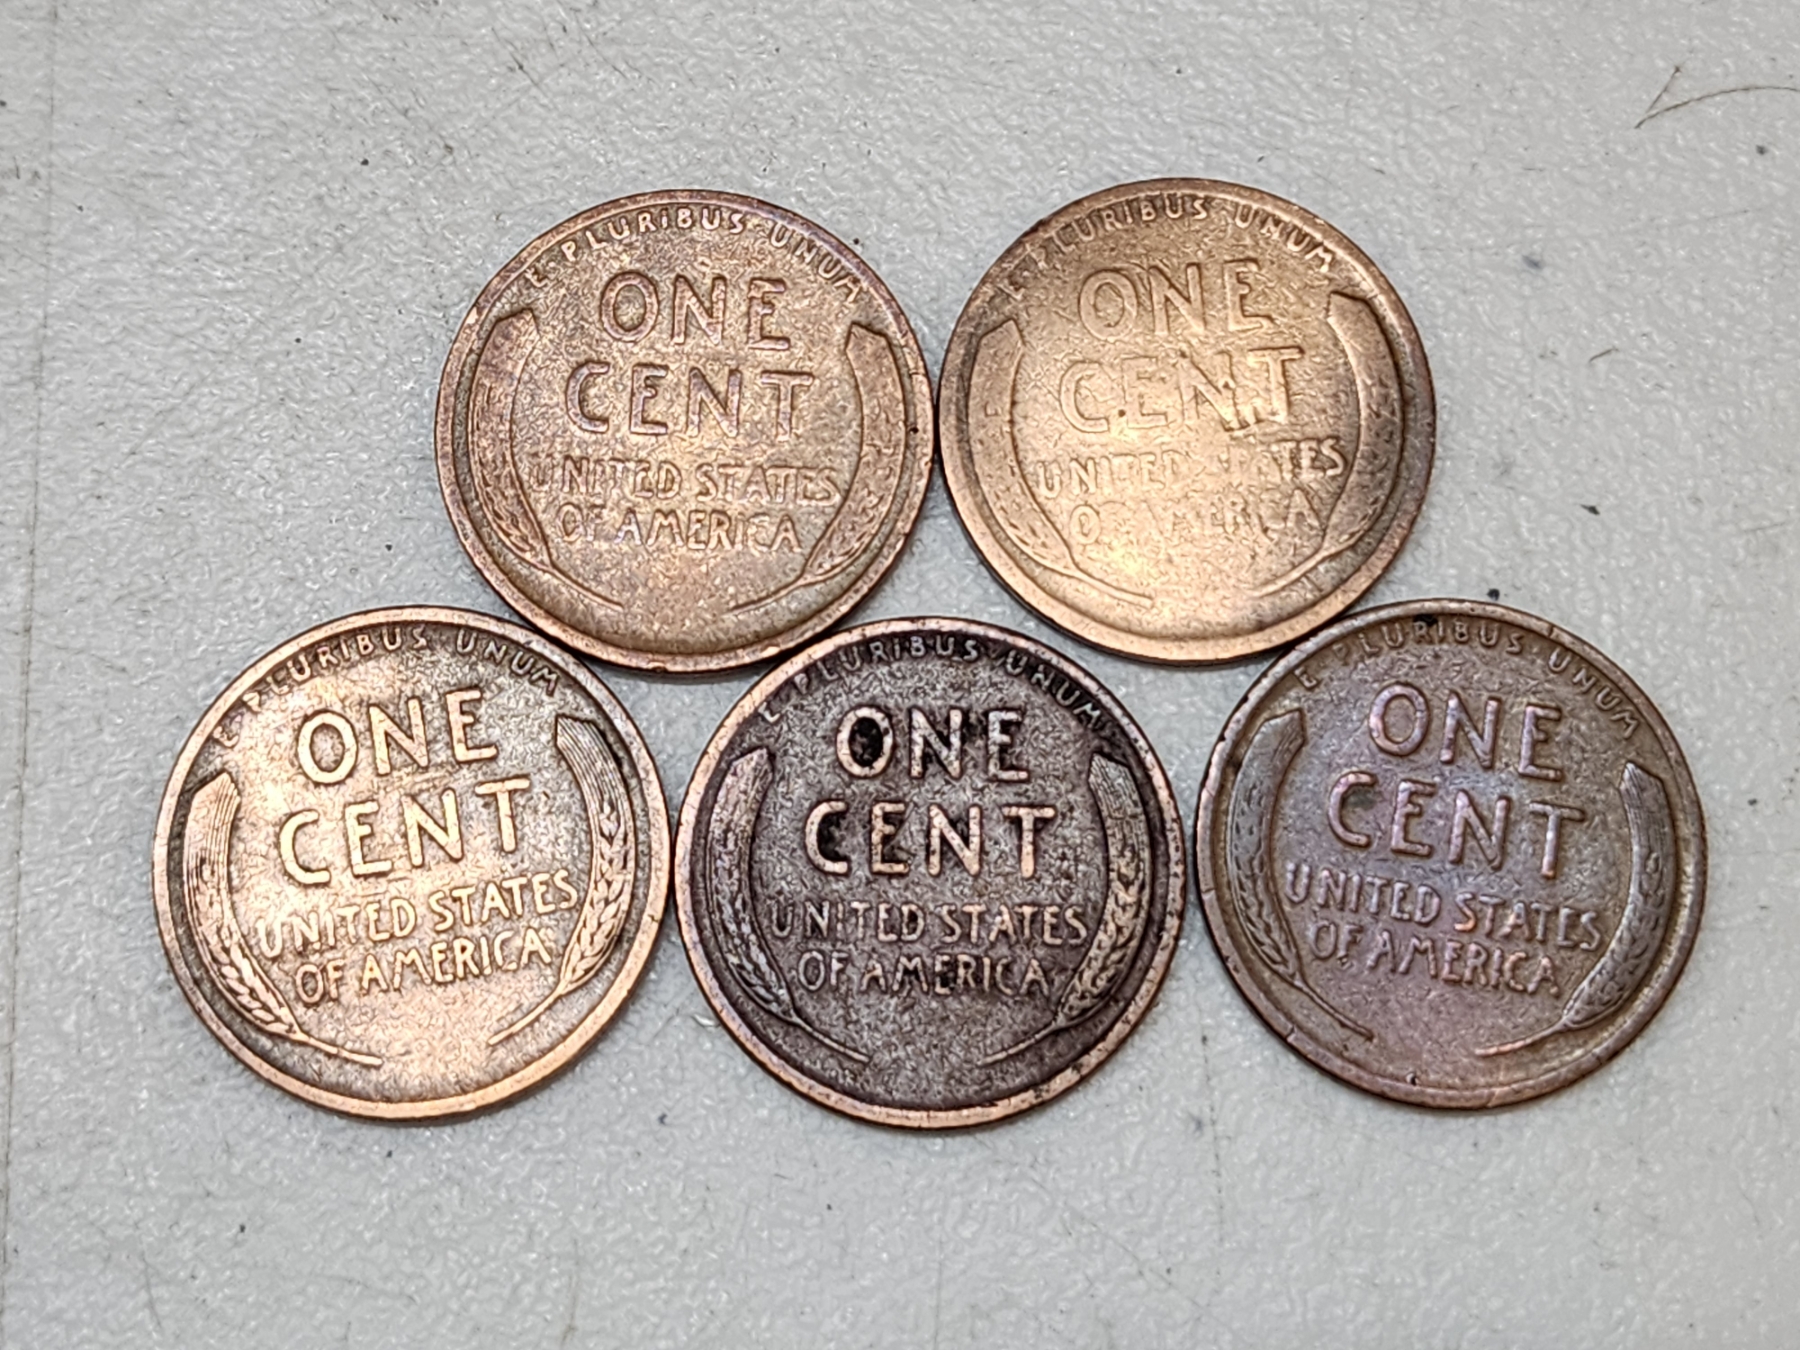 E · PLURIBUS · UNUM
ONE
CENT
UNITED STATES
OF AMERICA
E · PLURIBUS · UNUM
ONE
CENT
UNITED STATES
OF AMERICA
E · PLURIBUS · UNUM
ONE
CENT
UNITED STATES
OF AMERICA
E · PLURIBUS · UNUM
ONE
CENT
UNITED STATES
OF AMERICA
E · PLURIBUS · UNUM
ONE
CENT
UNITED STATES
OF AMERICA